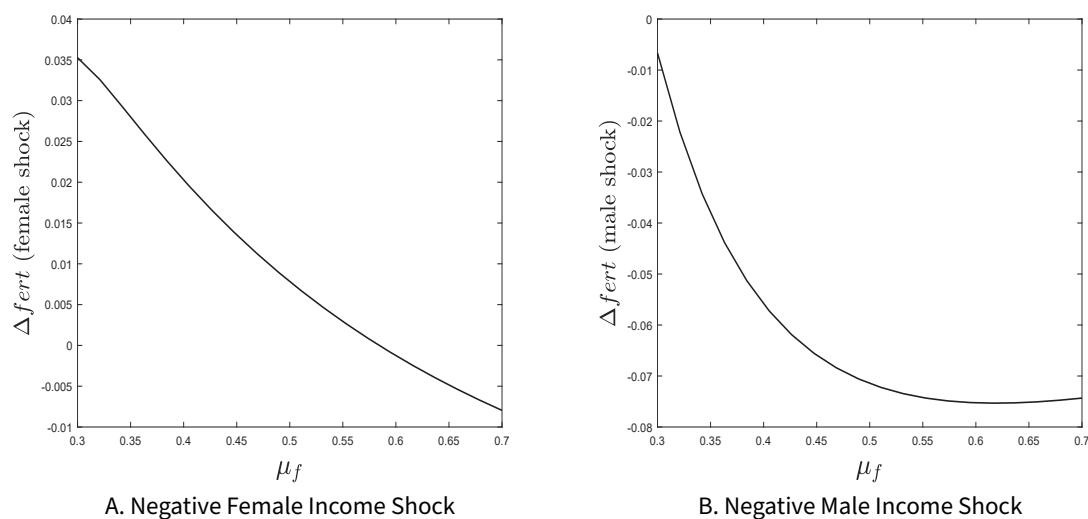 0.04
0.035
0.03
0.025
0.02
0.015
0.01
0.005
0
-0.005
-0.01
Δfert (female shock)
0.3 0.35 0.4 0.45 0.5 0.55 0.6 0.65 0.7
μf
A. Negative Female Income Shock
0
-0.01
-0.02
-0.03
-0.04
-0.05
-0.06
-0.07
-0.08
Δfert (male shock)
0.3 0.35 0.4 0.45 0.5 0.55 0.6 0.65 0.7
μf
B. Negative Male Income Shock